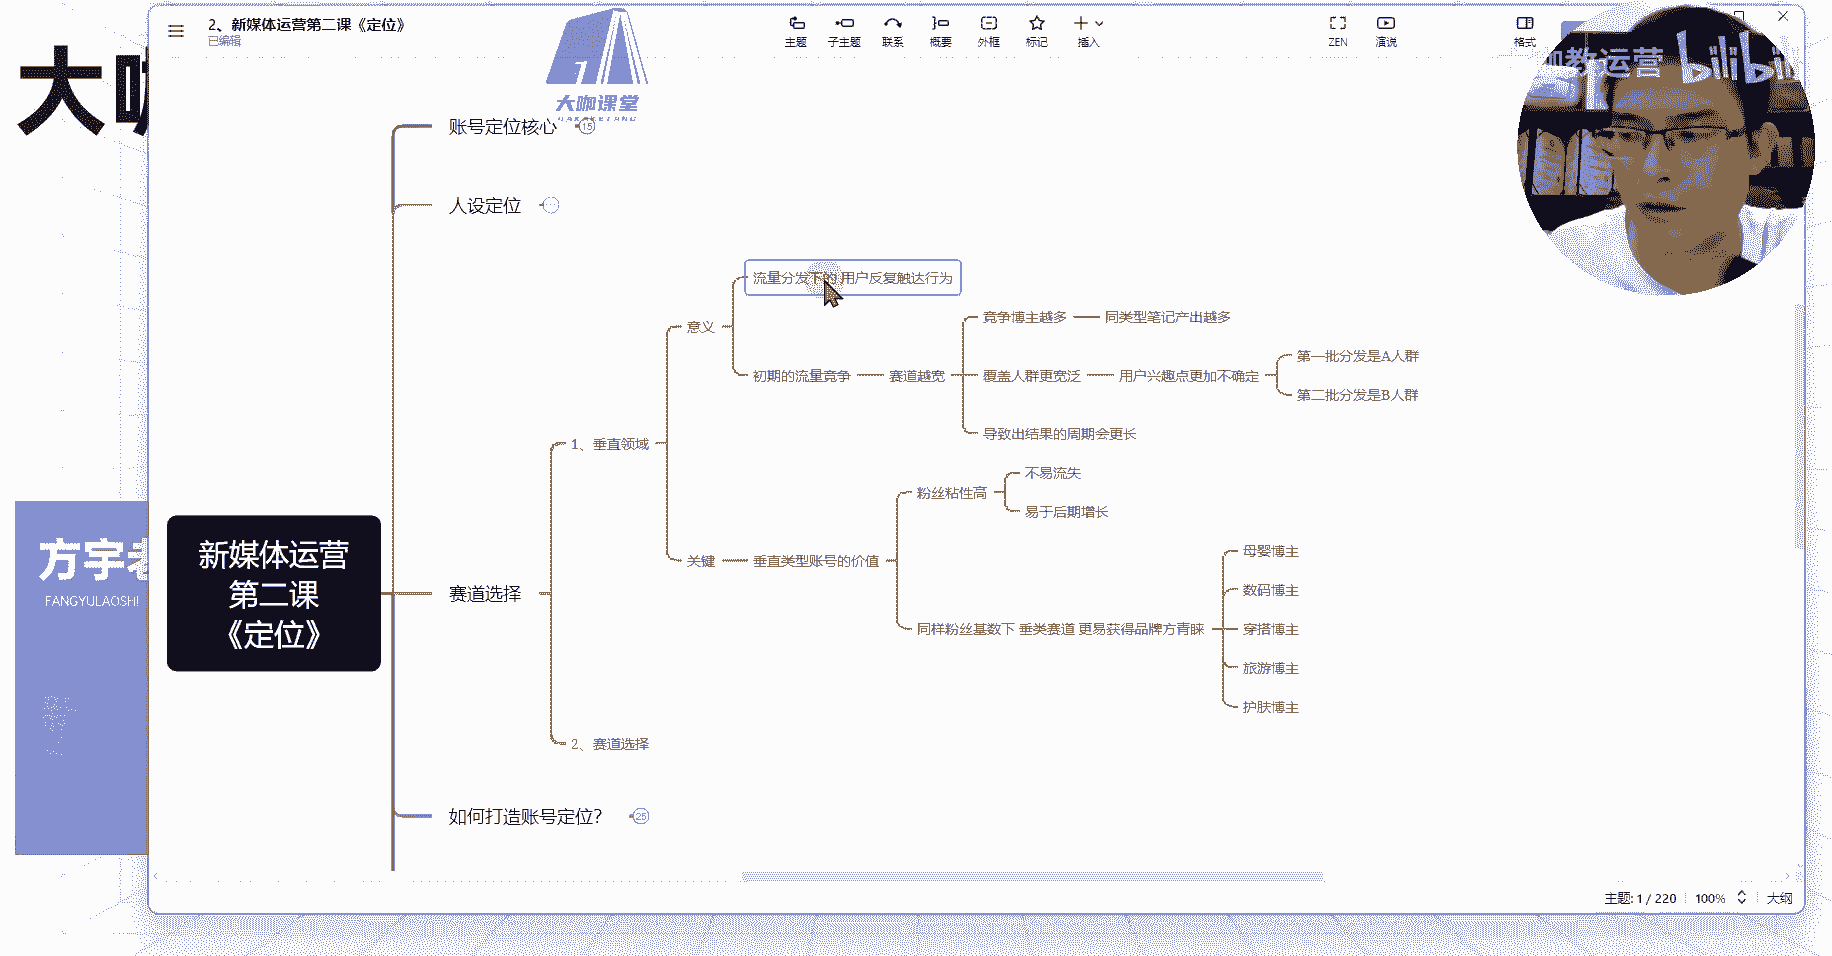 2、新媒体运营第二课《定位》
已编辑
主题
子主题
联系
概要
外框
标记
插入
ZEN
演说
格式
大咖课堂
DAKAKETANG
咖教运营 bilibili
大咖
账号定位核心 15
人设定位
流量分发下的 用户反复触达行为
意义
竞争博主越多
同类型笔记产出越多
初期的流量竞争
赛道越宽
覆盖人群更宽泛
用户兴趣点更加不确定
第一批分发是A人群
第二批分发是B人群
导致出结果的周期会更长
1、垂直领域
粉丝粘性高
不易流失
易于后期增长
关键
垂直类型账号的价值
同样粉丝基数下 垂类赛道 更易获得品牌方青睐
母婴博主
数码博主
穿搭博主
旅游博主
护肤博主
新媒体运营
第二课
《定位》
赛道选择
2、赛道选择
如何打造账号定位？ 25
方宇老
FANGYULAOSHI
主题: 1 / 220
100%
大纲